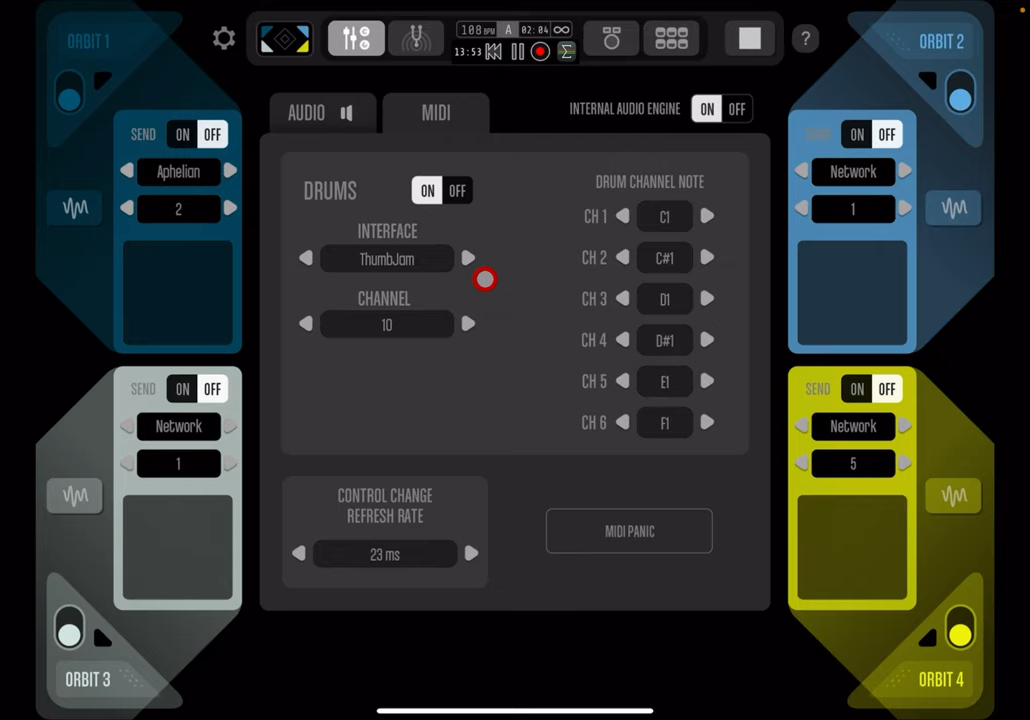 ORBIT 1
108 BPM A 02:04
13:53
?
ORBIT 2
AUDIO
MIDI
INTERNAL AUDIO ENGINE ON OFF
SEND ON OFF
Aphelian
2
DRUMS ON OFF
INTERFACE
ThumbJam
CHANNEL
10
DRUM CHANNEL NOTE
CH 1 C1
CH 2 C#1
CH 3 D1
CH 4 D#1
CH 5 E1
CH 6 F1
SEND ON OFF
Network
1
SEND ON OFF
Network
1
CONTROL CHANGE
REFRESH RATE
23 ms
MIDI PANIC
SEND ON OFF
Network
5
ORBIT 3
ORBIT 4